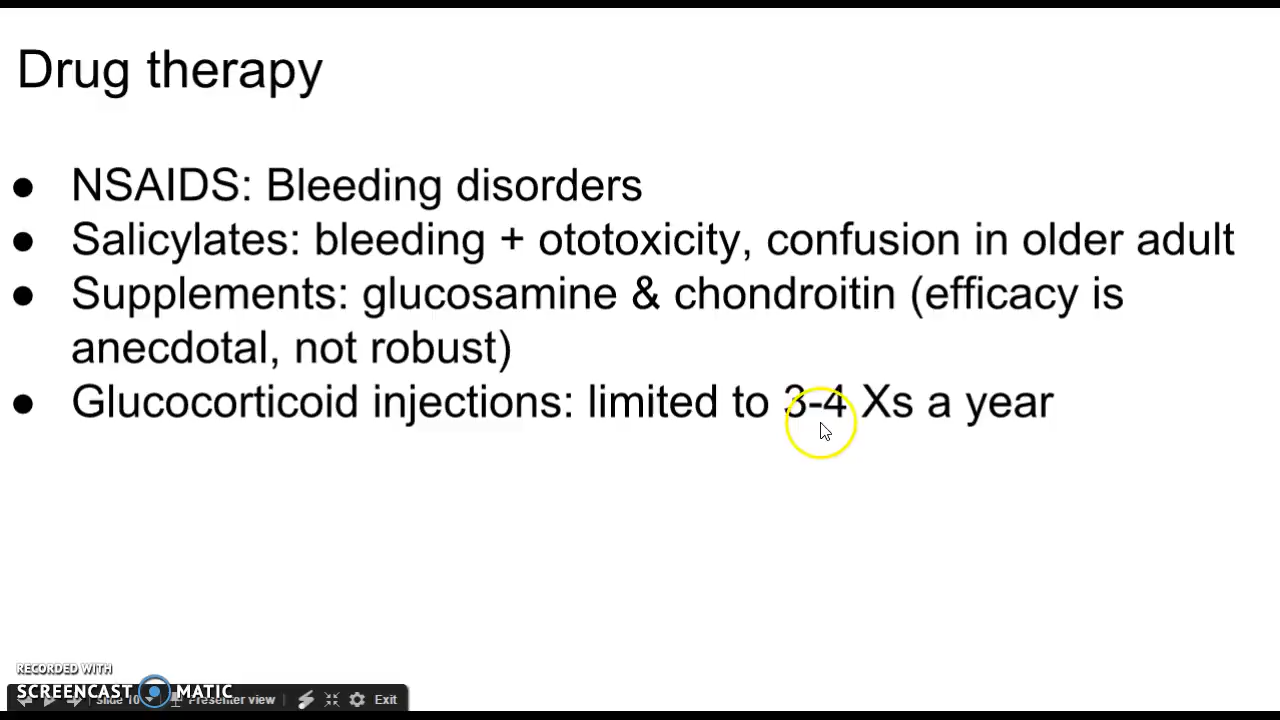 Drug therapy
● NSAIDS: Bleeding disorders
● Salicylates: bleeding + ototoxicity, confusion in older adult
● Supplements: glucosamine & chondroitin (efficacy is
anecdotal, not robust)
● Glucocorticoid injections: limited to 3-4 Xs a year
RECORDED WITH
SCREENCAST MATIC
Slide 10 Presenter view Exit